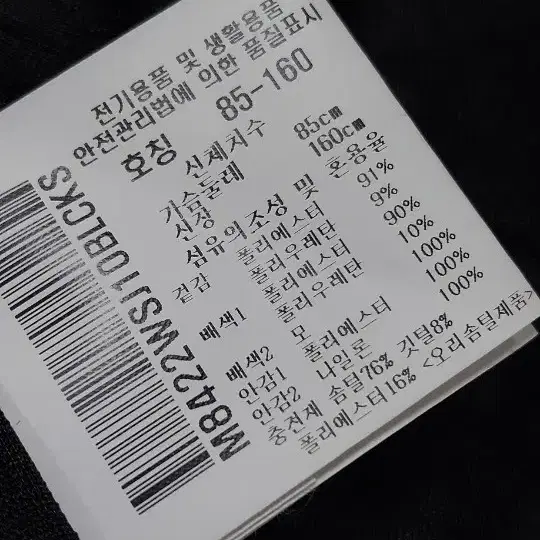 전기용품 및 생활용품
안전관리법에 의한 품질표시
호칭 85-160
신체치수
가슴둘레 85cm
신장 160cm
섬유의 조성 및 혼용율
겉감 폴리에스터 91%
폴리우레탄 9%
배색1 폴리에스터 90%
폴리우레탄 10%
배색2 모 100%
안감1 폴리에스터 100%
안감2 나일론 100%
충전재 솜털76% 깃털8%
폴리에스터16% <오리솜털제품>
M8422WSJ10BLCKS